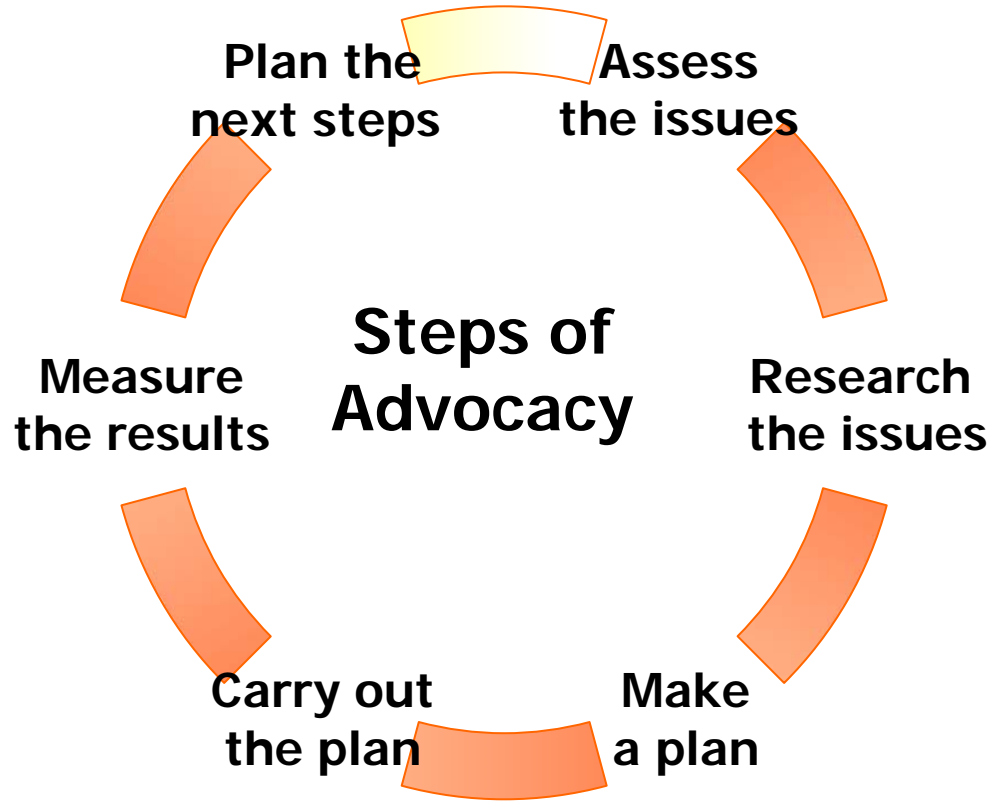 Steps of
Advocacy
Assess
the issues
Research
the issues
Make
a plan
Carry out
the plan
Measure
the results
Plan the
next steps